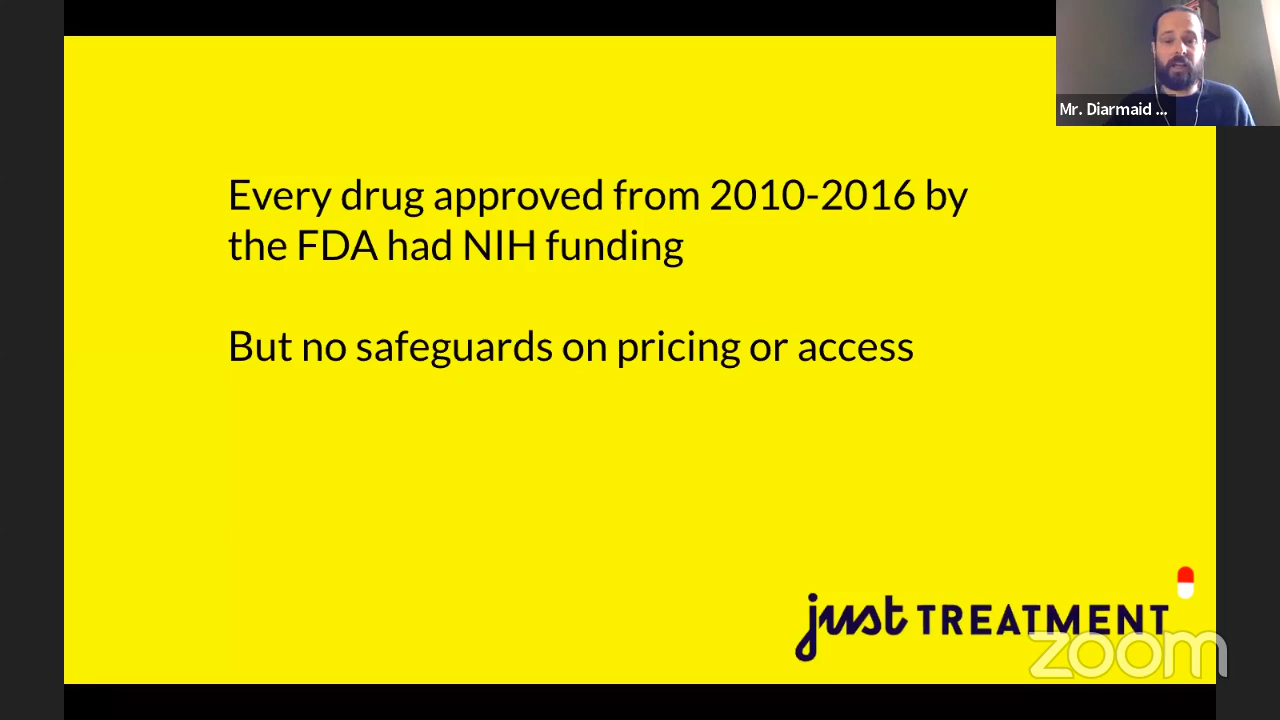 Mr. Diarmaid ...
Every drug approved from 2010-2016 by
the FDA had NIH funding
But no safeguards on pricing or access
just TREATMENT
zoom